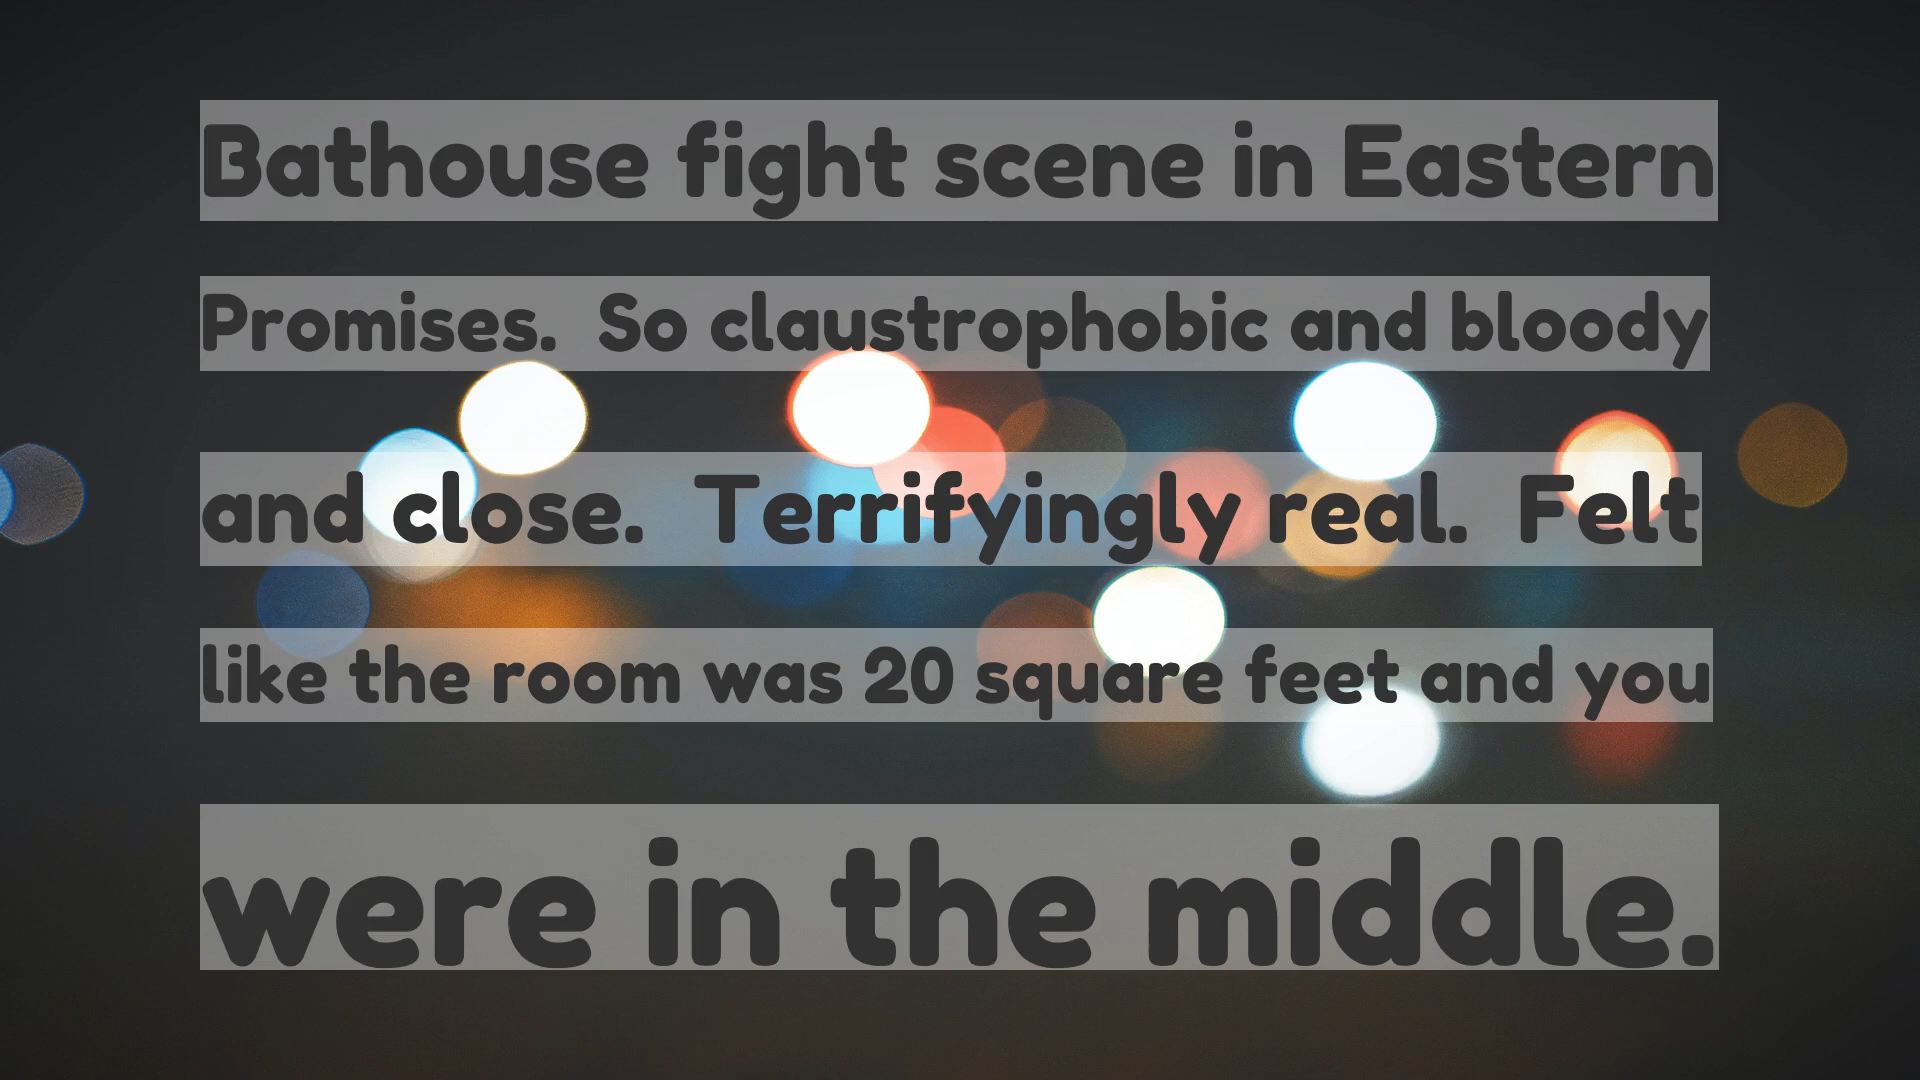 Bathouse fight scene in Eastern
Promises.  So claustrophobic and bloody
and close.  Terrifyingly real.  Felt
like the room was 20 square feet and you
were in the middle.